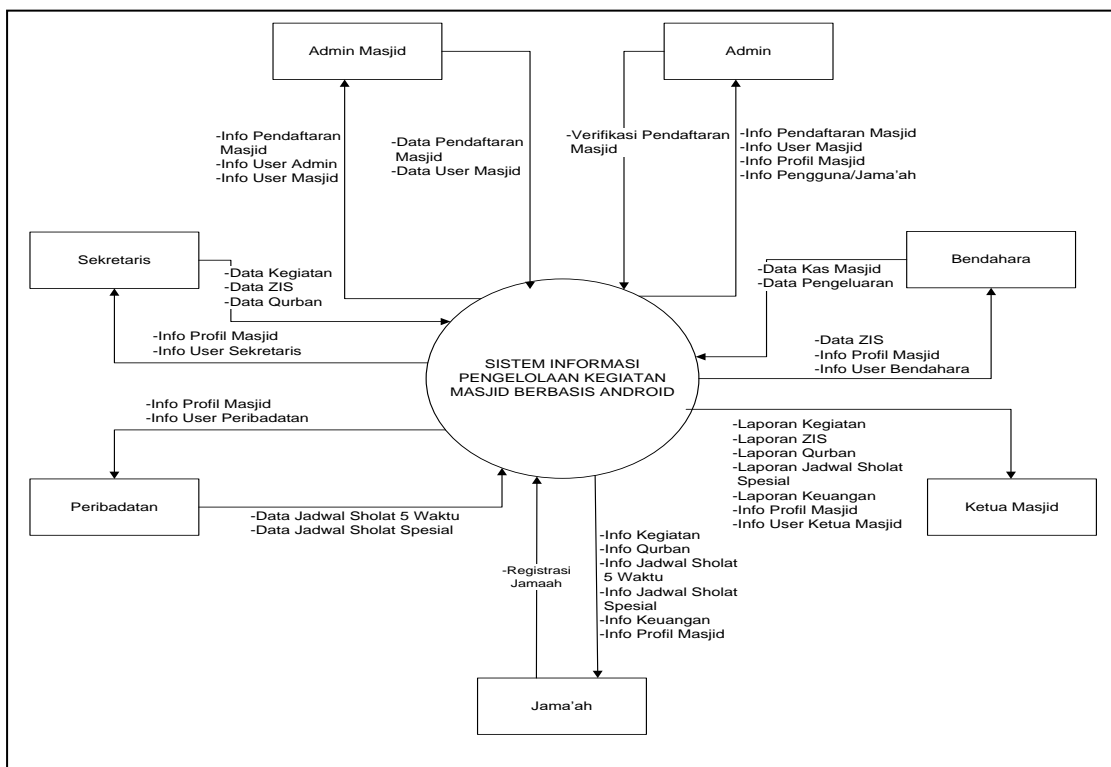 Admin Masjid
Admin
-Info Pendaftaran
Masjid
-Info User Admin
-Info User Masjid
-Data Pendaftaran
Masjid
-Data User Masjid
-Verifikasi Pendaftaran
Masjid
-Info Pendaftaran Masjid
-Info User Masjid
-Info Profil Masjid
-Info Pengguna/Jama'ah
Sekretaris
Bendahara
-Data Kegiatan
-Data ZIS
-Data Qurban
-Data Kas Masjid
-Data Pengeluaran
-Info Profil Masjid
-Info User Sekretaris
SISTEM INFORMASI
PENGELOLAAN KEGIATAN
MASJID BERBASIS ANDROID
-Data ZIS
-Info Profil Masjid
-Info User Bendahara
-Info Profil Masjid
-Info User Peribadatan
-Laporan Kegiatan
-Laporan ZIS
-Laporan Qurban
-Laporan Jadwal Sholat
Spesial
-Laporan Keuangan
-Info Profil Masjid
-Info User Ketua Masjid
Peribadatan
Ketua Masjid
-Data Jadwal Sholat 5 Waktu
-Data Jadwal Sholat Spesial
-Registrasi
Jamaah
-Info Kegiatan
-Info Qurban
-Info Jadwal Sholat
5 Waktu
-Info Jadwal Sholat
Spesial
-Info Keuangan
-Info Profil Masjid
Jama'ah